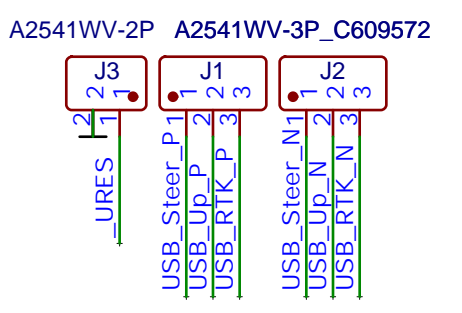 A2541WV-2P A2541WV-3P_C609572
J3 J1 J2
2 1 1 2 3 1 2 3
2 1 1 2 3 1 2 3
_URES USB_Steer_P USB_Up_P USB_RTK_P USB_Steer_N USB_Up_N USB_RTK_N